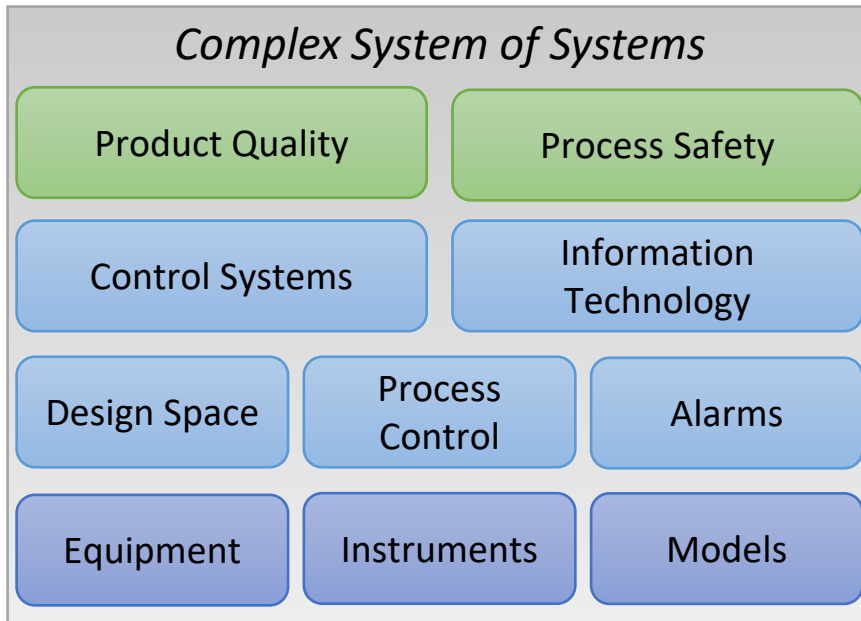 Complex System of Systems
Product Quality
Process Safety
Control Systems
Information
Technology
Design Space
Process
Control
Alarms
Equipment
Instruments
Models